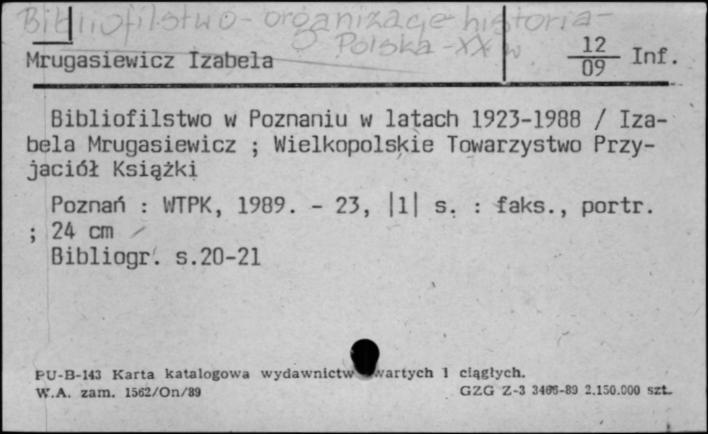 Bibliofilstwo - organizacje historia -
Polska - XX w
Mrugasiewicz Izabela
12
09 Inf.
Bibliofilstwo w Poznaniu w latach 1923-1988 / Iza-
bela Mrugasiewicz ; Wielkopolskie Towarzystwo Przy-
jaciół Książki
Poznań : WTPK, 1989. - 23, |1| s. : faks., portr.
; 24 cm
Bibliogr. s.20-21
PU-B-143 Karta katalogowa wydawnictw zwartych i ciągłych.
W.A. zam. 1562/On/89 GZG Z-3 3466-89 2.150.000 szt.